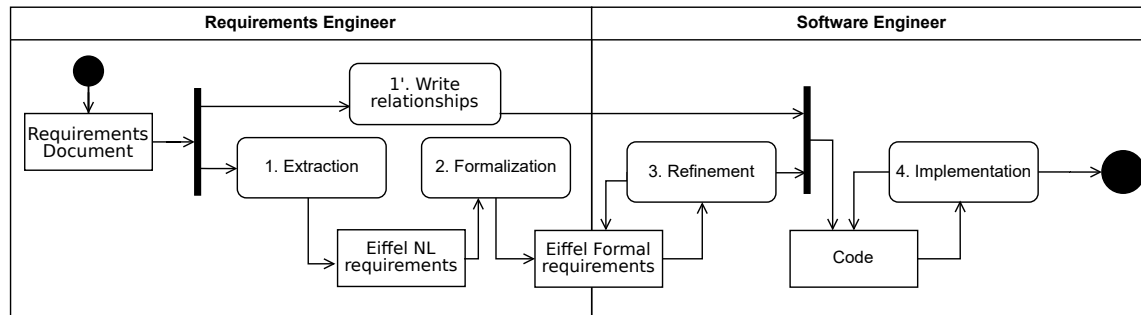 Requirements Engineer
Software Engineer
1'. Write
relationships
Requirements
Document
1. Extraction
2. Formalization
3. Refinement
4. Implementation
Eiffel NL
requirements
Eiffel Formal
requirements
Code